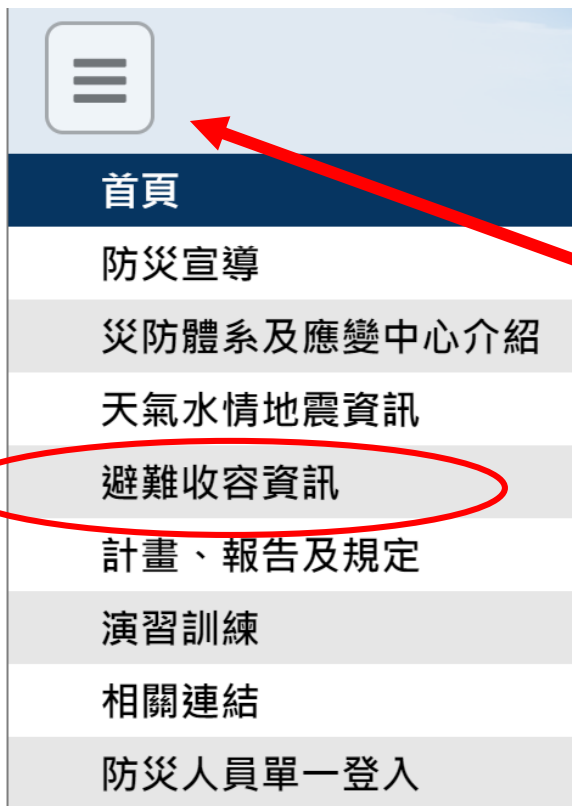 首頁
防災宣導
災防體系及應變中心介紹
天氣水情地震資訊
避難收容資訊
計畫、報告及規定
演習訓練
相關連結
防災人員單一登入